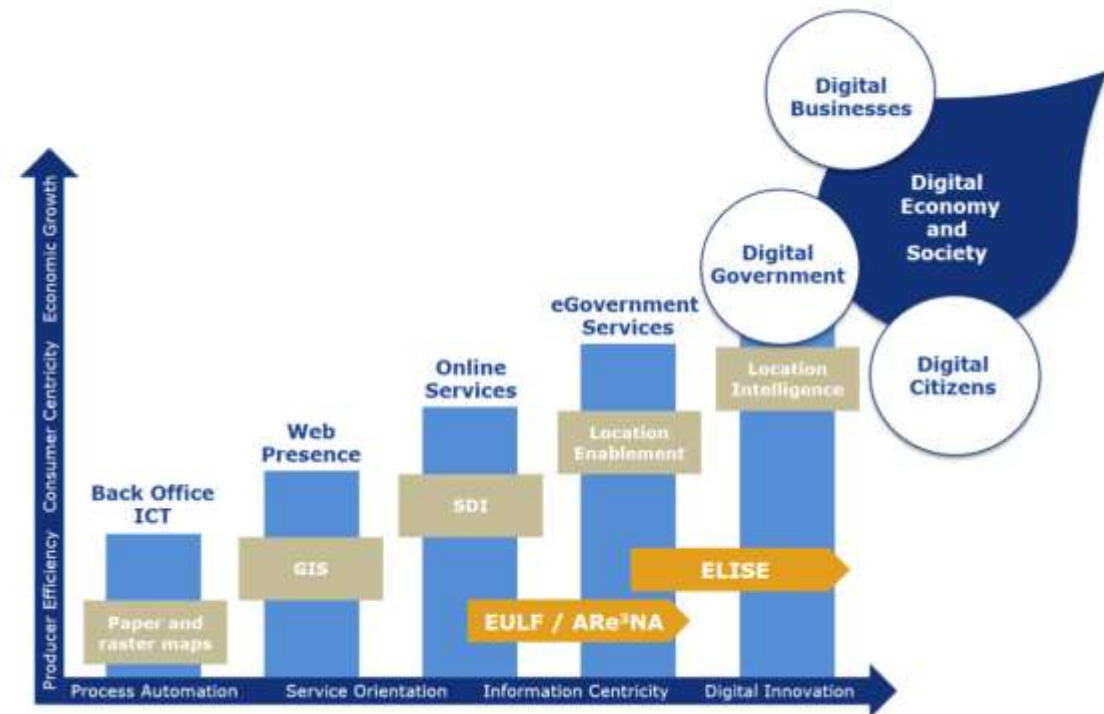 Digital
Businesses
Digital
Economy
and
Society
Digital
Government
Digital
Citizens
eGovernment
Services
Location
Intelligence
Online
Services
Location
Enablement
Web
Presence
SDI
Back Office
ICT
GIS
ELISE
Paper and
raster maps
EULF / ARe³NA
Producer Efficiency Consumer Centricity Economic Growth
Process Automation Service Orientation Information Centricity Digital Innovation